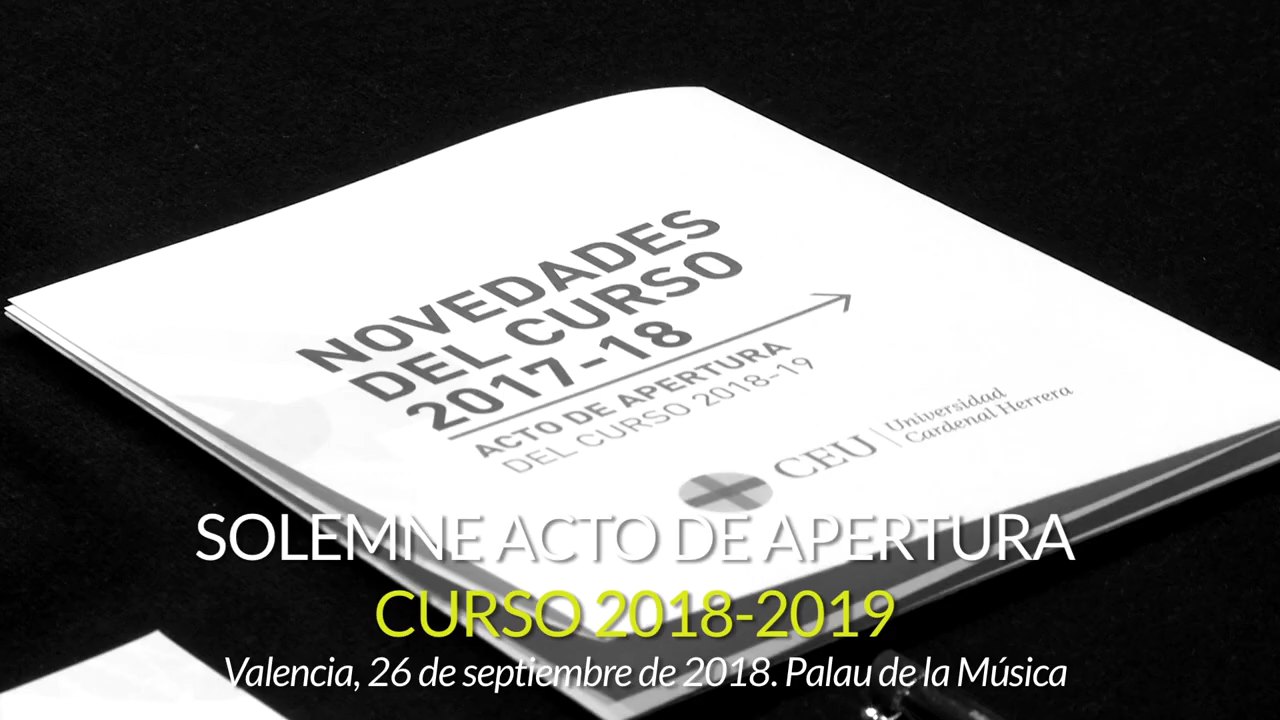 NOVEDADES
DEL CURSO
2017-18
ACTO DE APERTURA
DEL CURSO 2018-19
CEU
Universidad
Cardenal Herrera
SOLEMNE ACTO DE APERTURA
CURSO 2018-2019
Valencia, 26 de septiembre de 2018. Palau de la Música